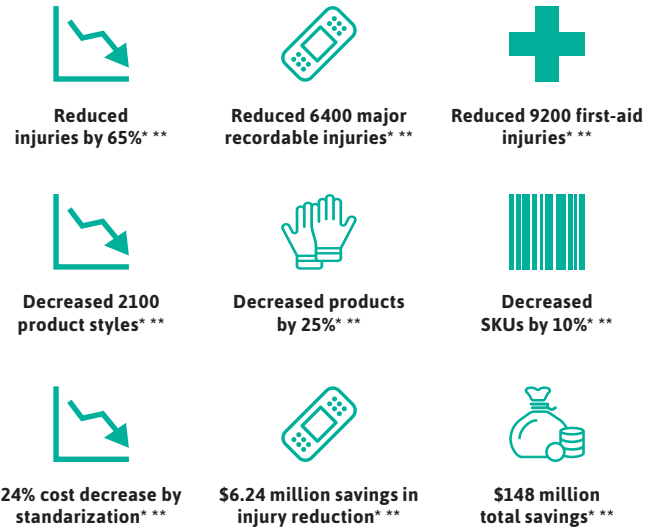 Reduced
injuries by 65%* **
Reduced 6400 major
recordable injuries* **
Reduced 9200 first-aid
injuries* **
Decreased 2100
product styles* **
Decreased products
by 25%* **
Decreased
SKUs by 10%* **
24% cost decrease by
standarization* **
$6.24 million savings in
injury reduction* **
$148 million
total savings* **